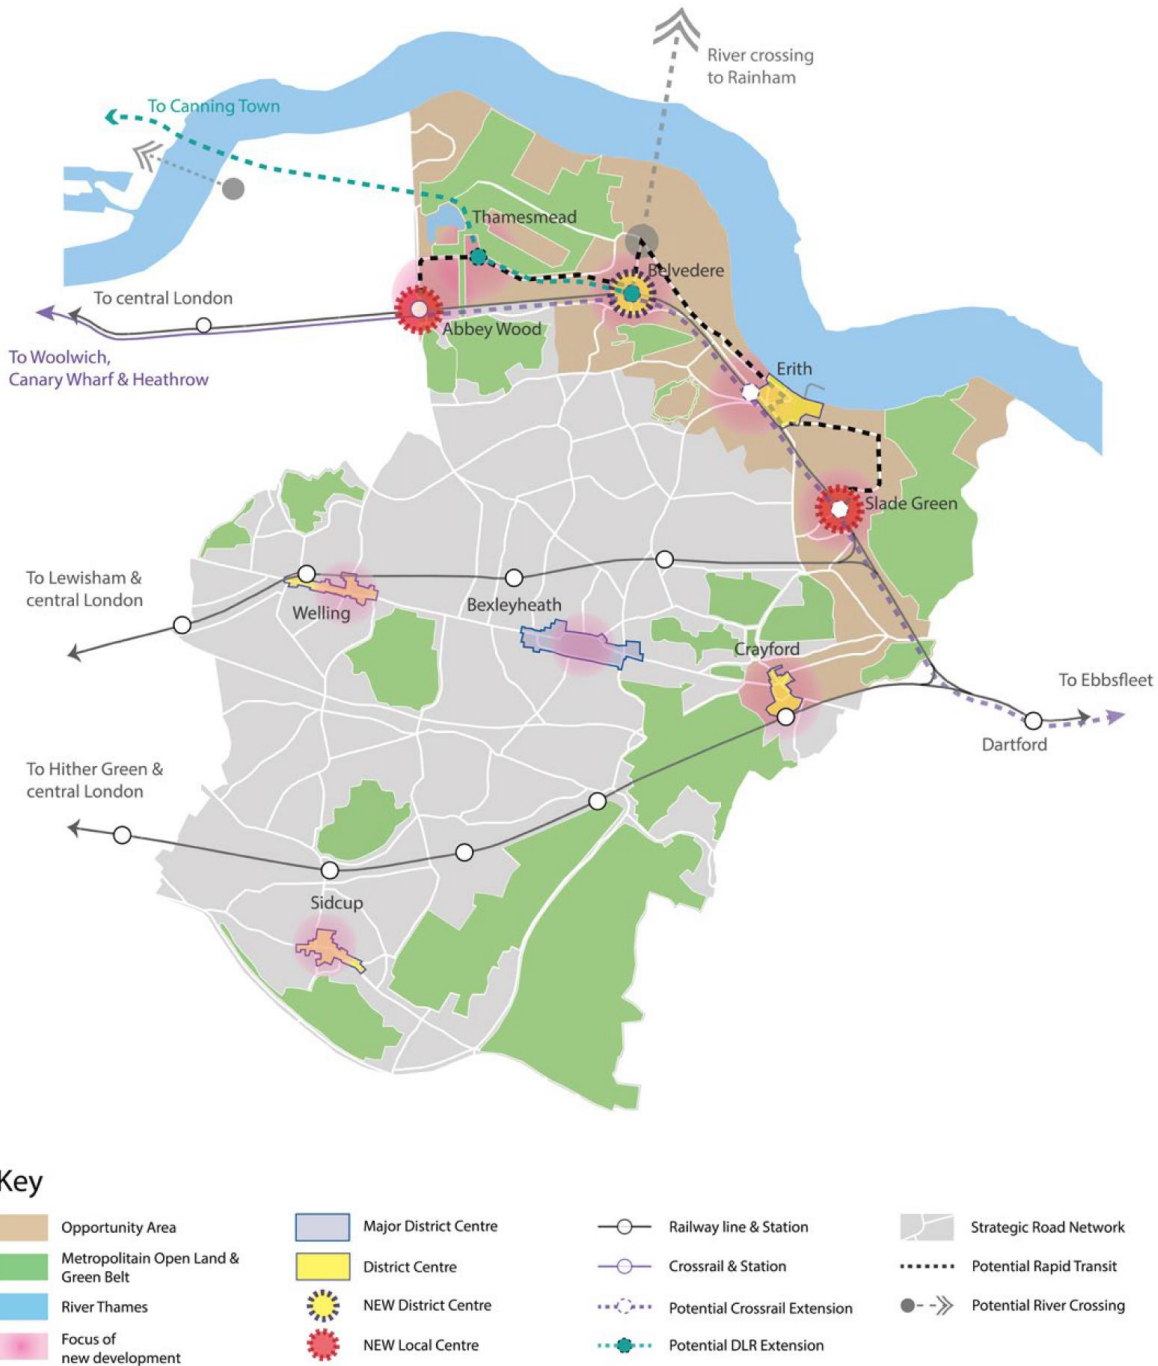 River crossing
to Rainham
To Canning Town
Thamesmead
Belvedere
To central London
Abbey Wood
To Woolwich,
Canary Wharf & Heathrow
Erith
Slade Green
To Lewisham &
central London
Welling
Bexleyheath
Crayford
To Ebbsfleet
Dartford
To Hither Green &
central London
Sidcup
Key
Opportunity Area
Metropolitain Open Land &
Green Belt
River Thames
Focus of
new development
Major District Centre
District Centre
NEW District Centre
NEW Local Centre
Railway line & Station
Crossrail & Station
Potential Crossrail Extension
Potential DLR Extension
Strategic Road Network
Potential Rapid Transit
Potential River Crossing